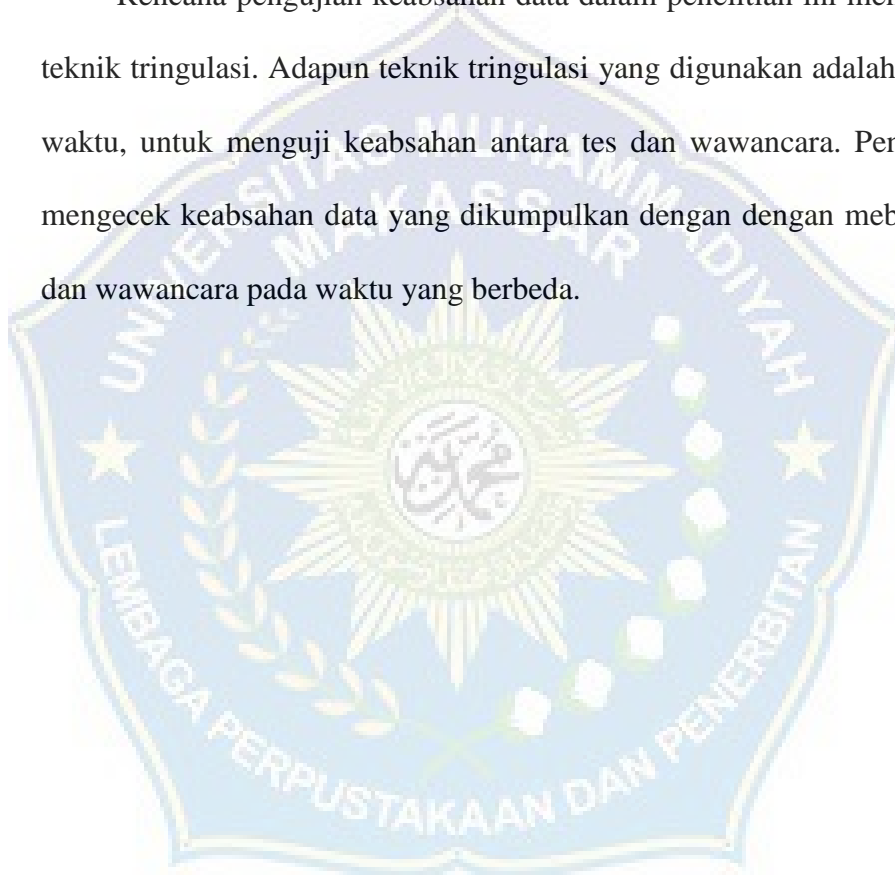 Rencana pengujian keabsahan data dalam penelitian ini
teknik tringulasi. Adapun teknik tringulasi yang digunakan adalah
waktu, untuk menguji keabsahan antara tes dan wawancara.
mengecek keabsahan data yang dikumpulkan dengan dengan
dan wawancara pada waktu yang berbeda.
UNIVERSITAS MUHAMMADIYAH
MAKASSAR
LEMBAGA PERPUSTAKAAN DAN PENERBITAN